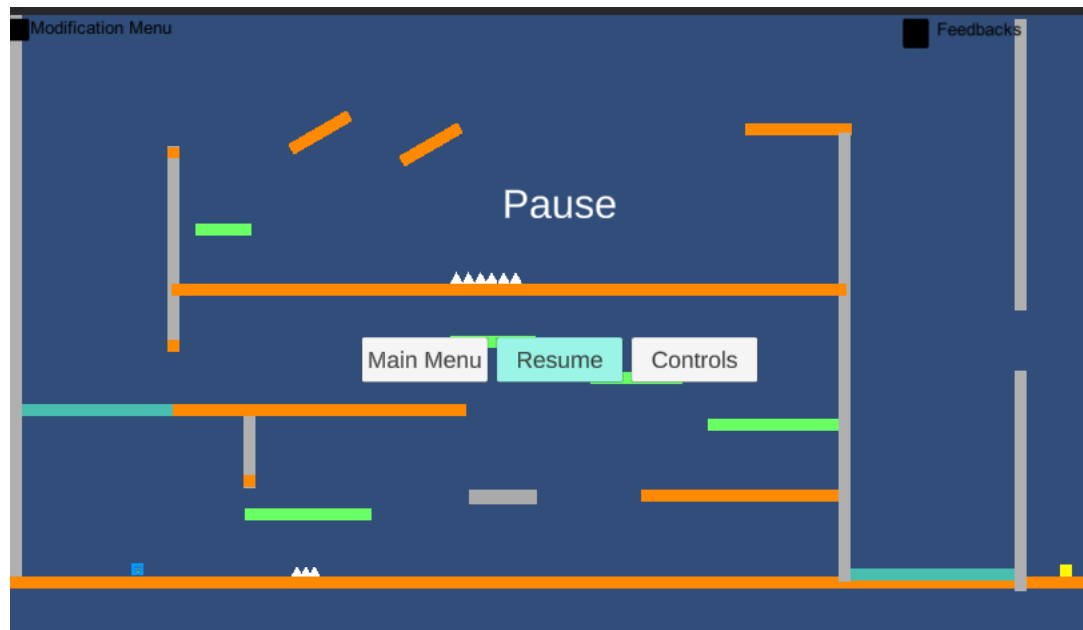 Modification Menu
Feedbacks
Pause
Main Menu
Resume
Controls